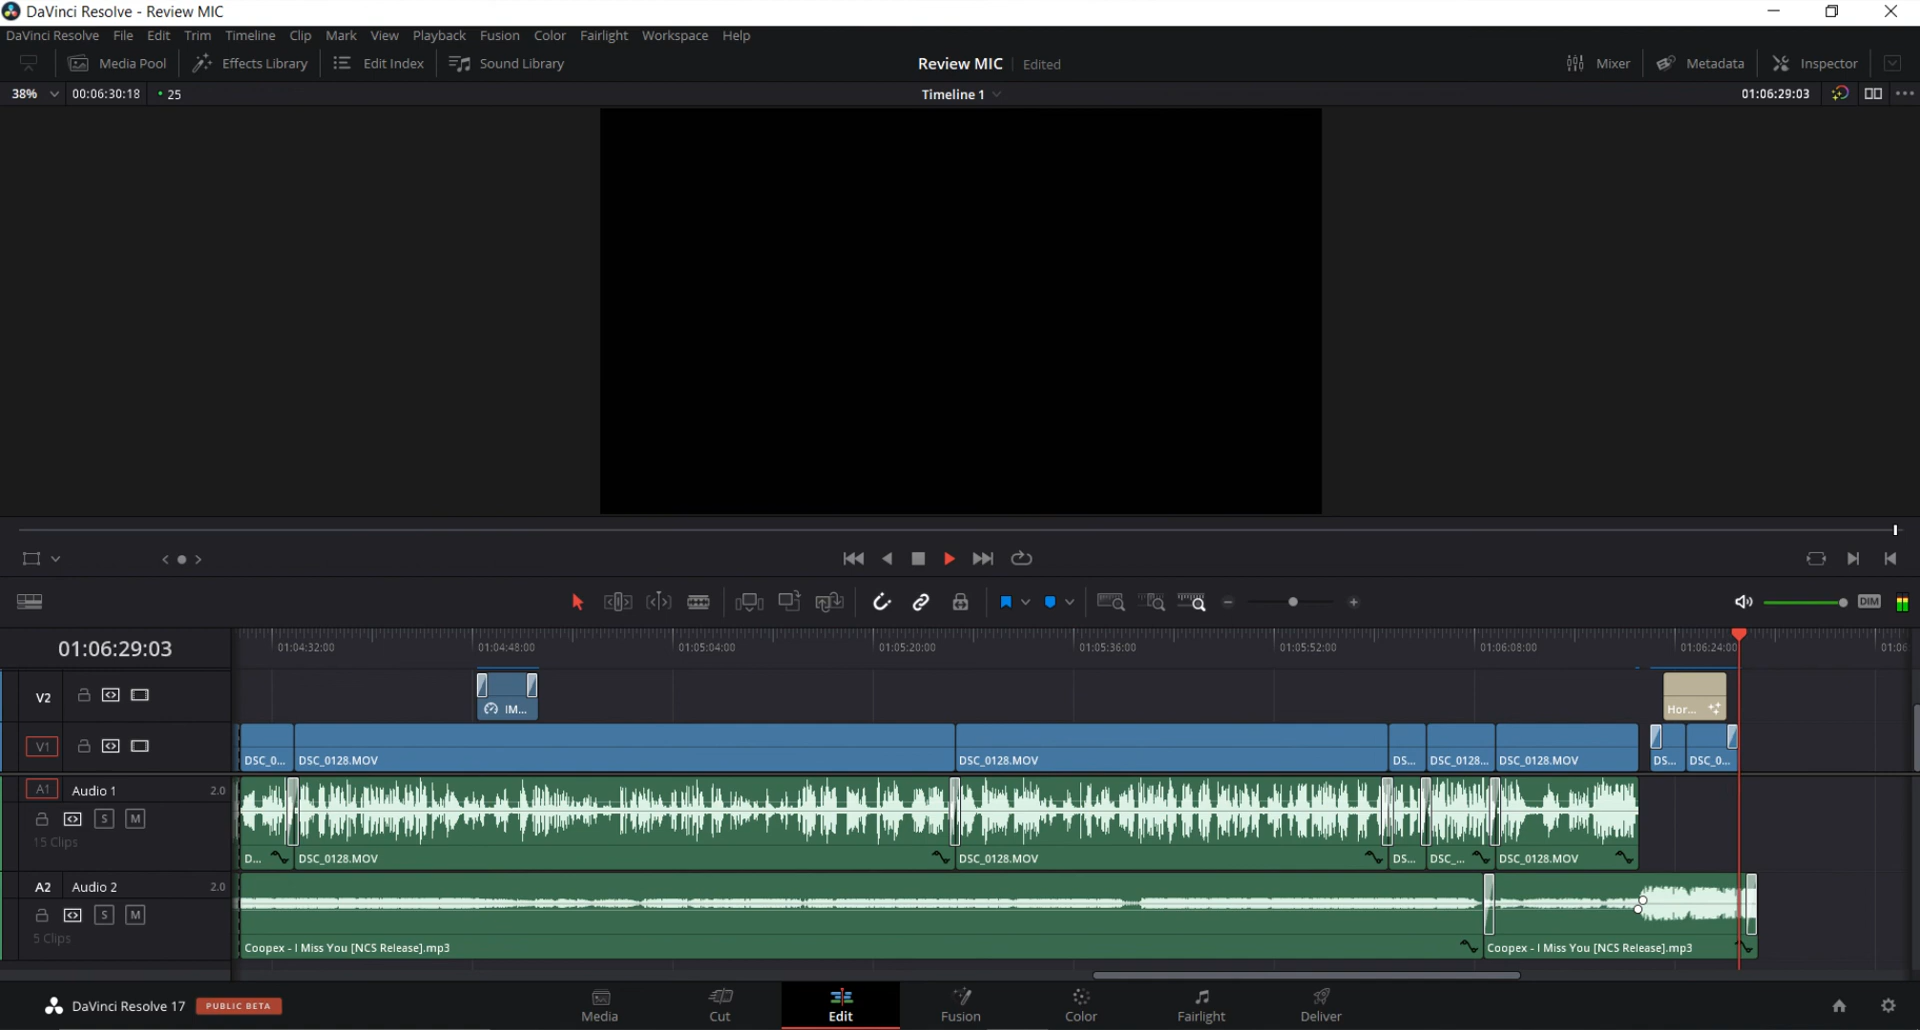 DaVinci Resolve - Review MIC
DaVinci Resolve File Edit Trim Timeline Clip Mark View Playback Fusion Color Fairlight Workspace Help
Media Pool Effects Library Edit Index Sound Library Review MIC Edited Mixer Metadata Inspector
38% 00:06:30:18 • 25 Timeline 1 01:06:29:03
DIM
01:06:29:03 01:04:32:00 01:04:48:00 01:05:04:00 01:05:20:00 01:05:36:00 01:05:52:00 01:06:08:00 01:06:24:00 01:06
V2 IM... Hor...
V1 DSC_0... DSC_0128.MOV DSC_0128.MOV DS... DSC_0128... DSC_0128.MOV DS... DSC_0...
A1 Audio 1 2.0
S M
15 Clips
D... DSC_0128.MOV DSC_0128.MOV DS... DSC_... DSC_0128.MOV
A2 Audio 2 2.0
S M
5 Clips
Coopex - I Miss You [NCS Release].mp3 Coopex - I Miss You [NCS Release].mp3
DaVinci Resolve 17 PUBLIC BETA Media Cut Edit Fusion Color Fairlight Deliver